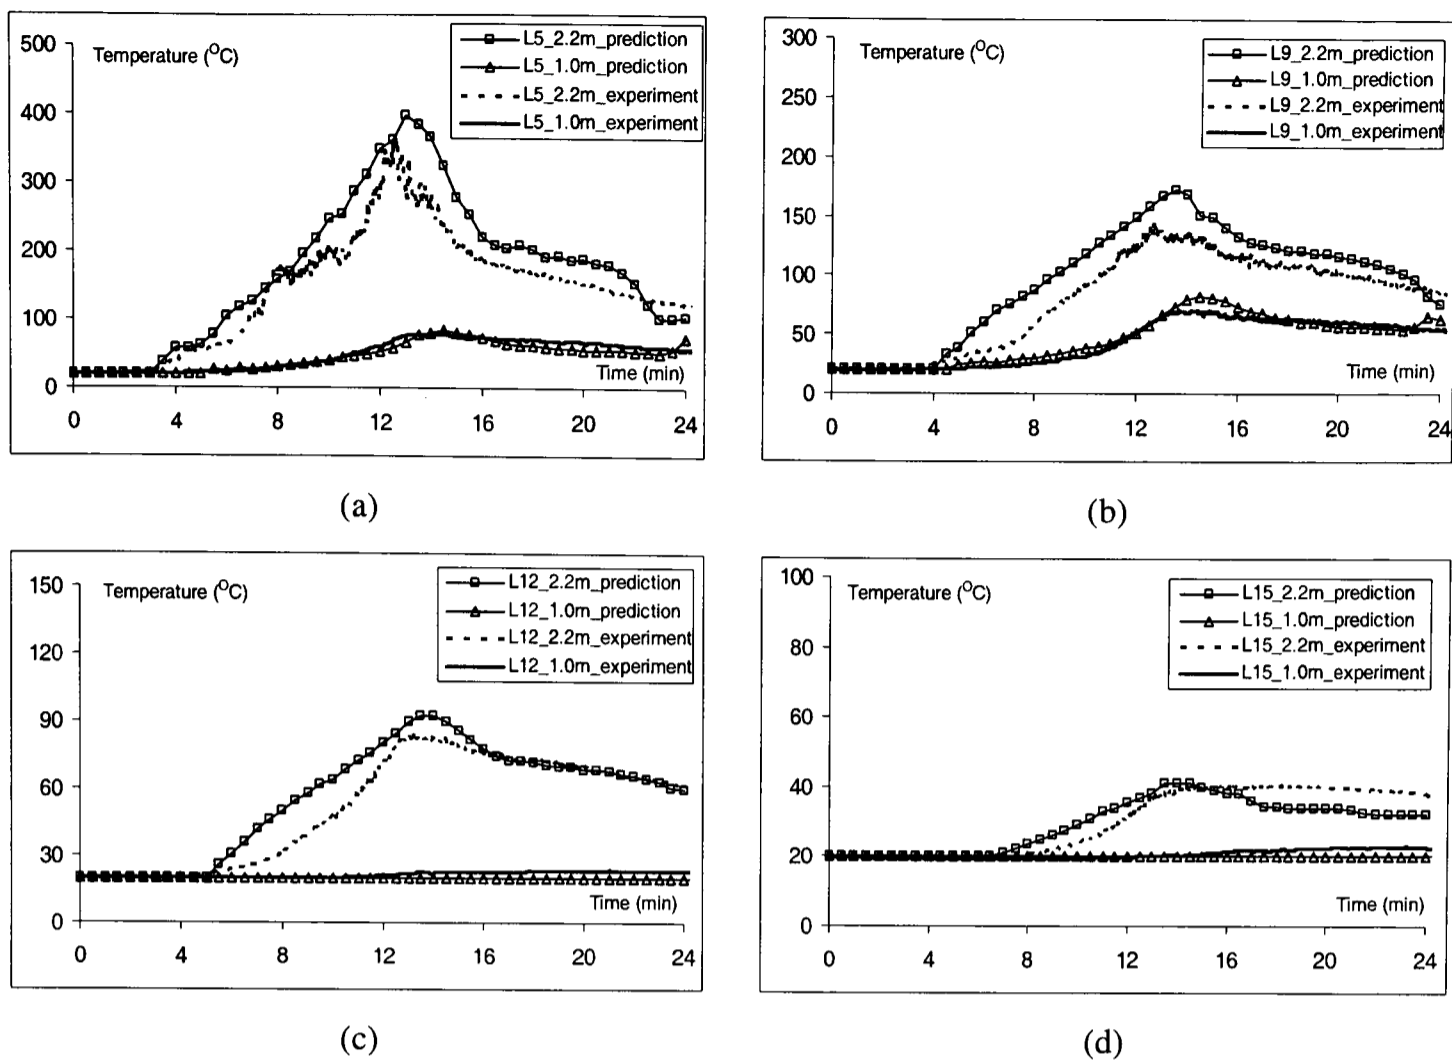 500
400
300
200
100
0
Temperature (OC)
L5_2.2m_prediction
L5_1.0m_prediction
L5_2.2m_experiment
L5_1.0m_experiment
Time (min)
0 4 8 12 16 20 24
(a)
300
250
200
150
100
50
0
Temperature (OC)
L9_2.2m_prediction
L9_1.0m_prediction
L9_2.2m_experiment
L9_1.0m_experiment
Time (min)
0 4 8 12 16 20 24
(b)
150
120
90
60
30
0
Temperature (OC)
L12_2.2m_prediction
L12_1.0m_prediction
L12_2.2m_experiment
L12_1.0m_experiment
Time (min)
0 4 8 12 16 20 24
(c)
100
80
60
40
20
0
Temperature (OC)
L15_2.2m_prediction
L15_1.0m_prediction
L15_2.2m_experiment
L15_1.0m_experiment
Time (min)
0 4 8 12 16 20 24
(d)